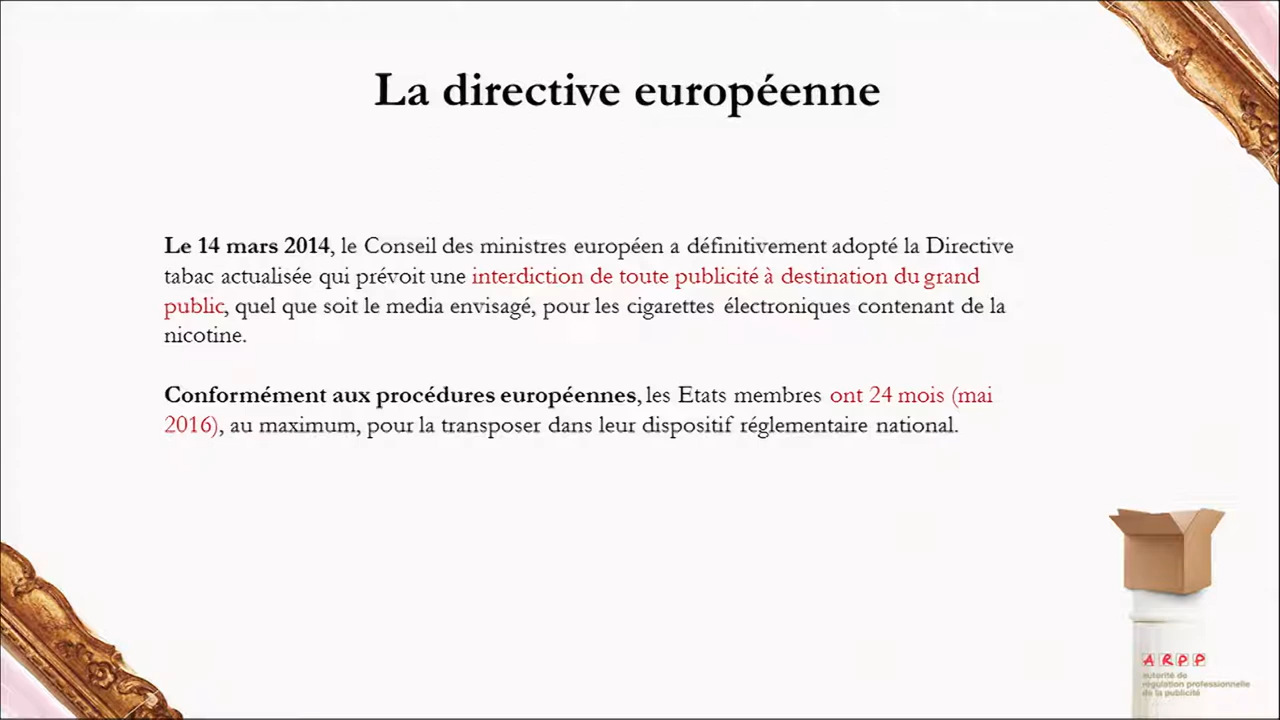 La directive européenne
Le 14 mars 2014, le Conseil des ministres européen a définitivement adopté la Directive
tabac actualisée qui prévoit une interdiction de toute publicité à destination du grand
public, quel que soit le media envisagé, pour les cigarettes électroniques contenant de la
nicotine.
Conformément aux procédures européennes, les Etats membres ont 24 mois (mai
2016), au maximum, pour la transposer dans leur dispositif réglementaire national.
ARPP
autorité de
régulation professionnelle
de la publicité